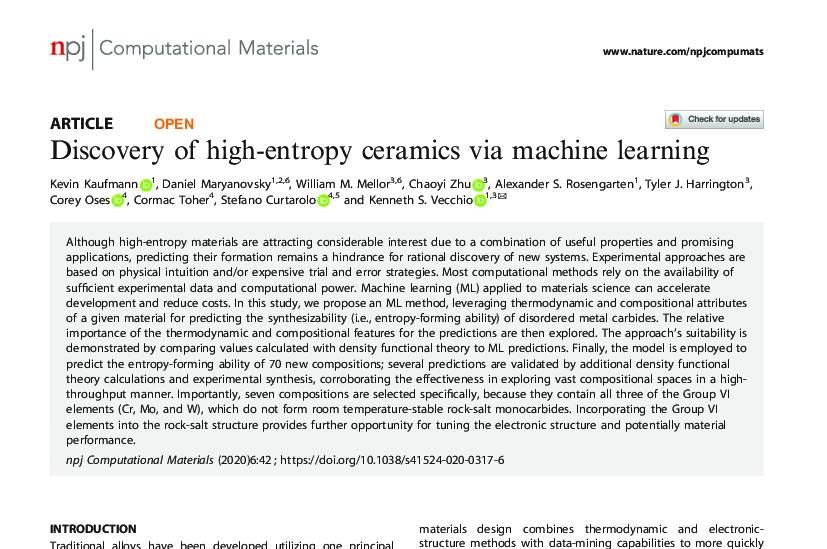 npj | Computational Materials
www.nature.com/npjcompumats
ARTICLE OPEN
Check for updates
Discovery of high-entropy ceramics via machine learning
Kevin Kaufmann iD 1, Daniel Maryanovsky1,2,6, William M. Mellor3,6, Chaoyi Zhu iD 3, Alexander S. Rosengarten1, Tyler J. Harrington3,
Corey Oses iD 4, Cormac Toher4, Stefano Curtarolo iD 4,5 and Kenneth S. Vecchio iD 1,3✉
Although high-entropy materials are attracting considerable interest due to a combination of useful properties and promising
applications, predicting their formation remains a hindrance for rational discovery of new systems. Experimental approaches are
based on physical intuition and/or expensive trial and error strategies. Most computational methods rely on the availability of
sufficient experimental data and computational power. Machine learning (ML) applied to materials science can accelerate
development and reduce costs. In this study, we propose an ML method, leveraging thermodynamic and compositional attributes
of a given material for predicting the synthesizability (i.e., entropy-forming ability) of disordered metal carbides. The relative
importance of the thermodynamic and compositional features for the predictions are then explored. The approach's suitability is
demonstrated by comparing values calculated with density functional theory to ML predictions. Finally, the model is employed to
predict the entropy-forming ability of 70 new compositions; several predictions are validated by additional density functional
theory calculations and experimental synthesis, corroborating the effectiveness in exploring vast compositional spaces in a high-
throughput manner. Importantly, seven compositions are selected specifically, because they contain all three of the Group VI
elements (Cr, Mo, and W), which do not form room temperature-stable rock-salt monocarbides. Incorporating the Group VI
elements into the rock-salt structure provides further opportunity for tuning the electronic structure and potentially material
performance.
npj Computational Materials (2020)6:42 ; https://doi.org/10.1038/s41524-020-0317-6
INTRODUCTION
Traditional alloys have been developed utilizing one principal
materials design combines thermodynamic and electronic-
structure methods with data-mining capabilities to more quickly